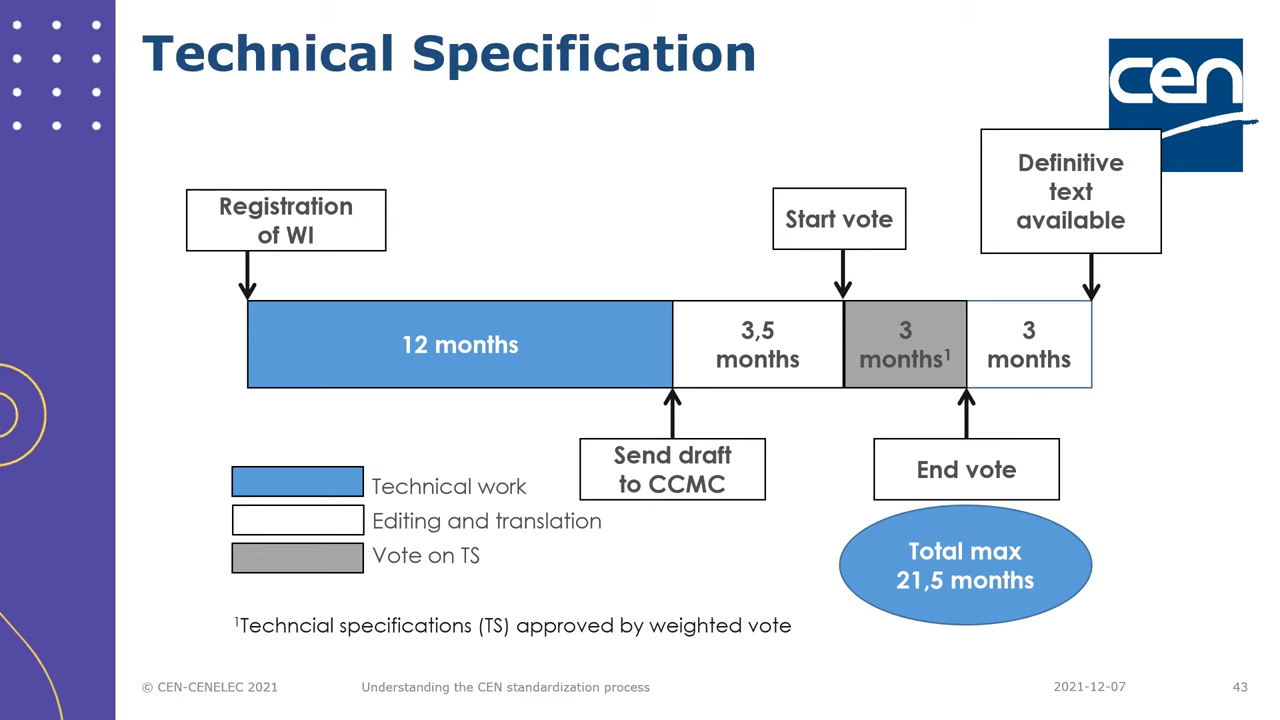 Technical Specification
cen
Registration
of WI
Start vote
Definitive
text
available
12 months
3,5
months
3
months¹
3
months
Send draft
to CCMC
End vote
Technical work
Editing and translation
Vote on TS
Total max
21,5 months
¹Techncial specifications (TS) approved by weighted vote
© CEN-CENELEC 2021
Understanding the CEN standardization process
2021-12-07
43